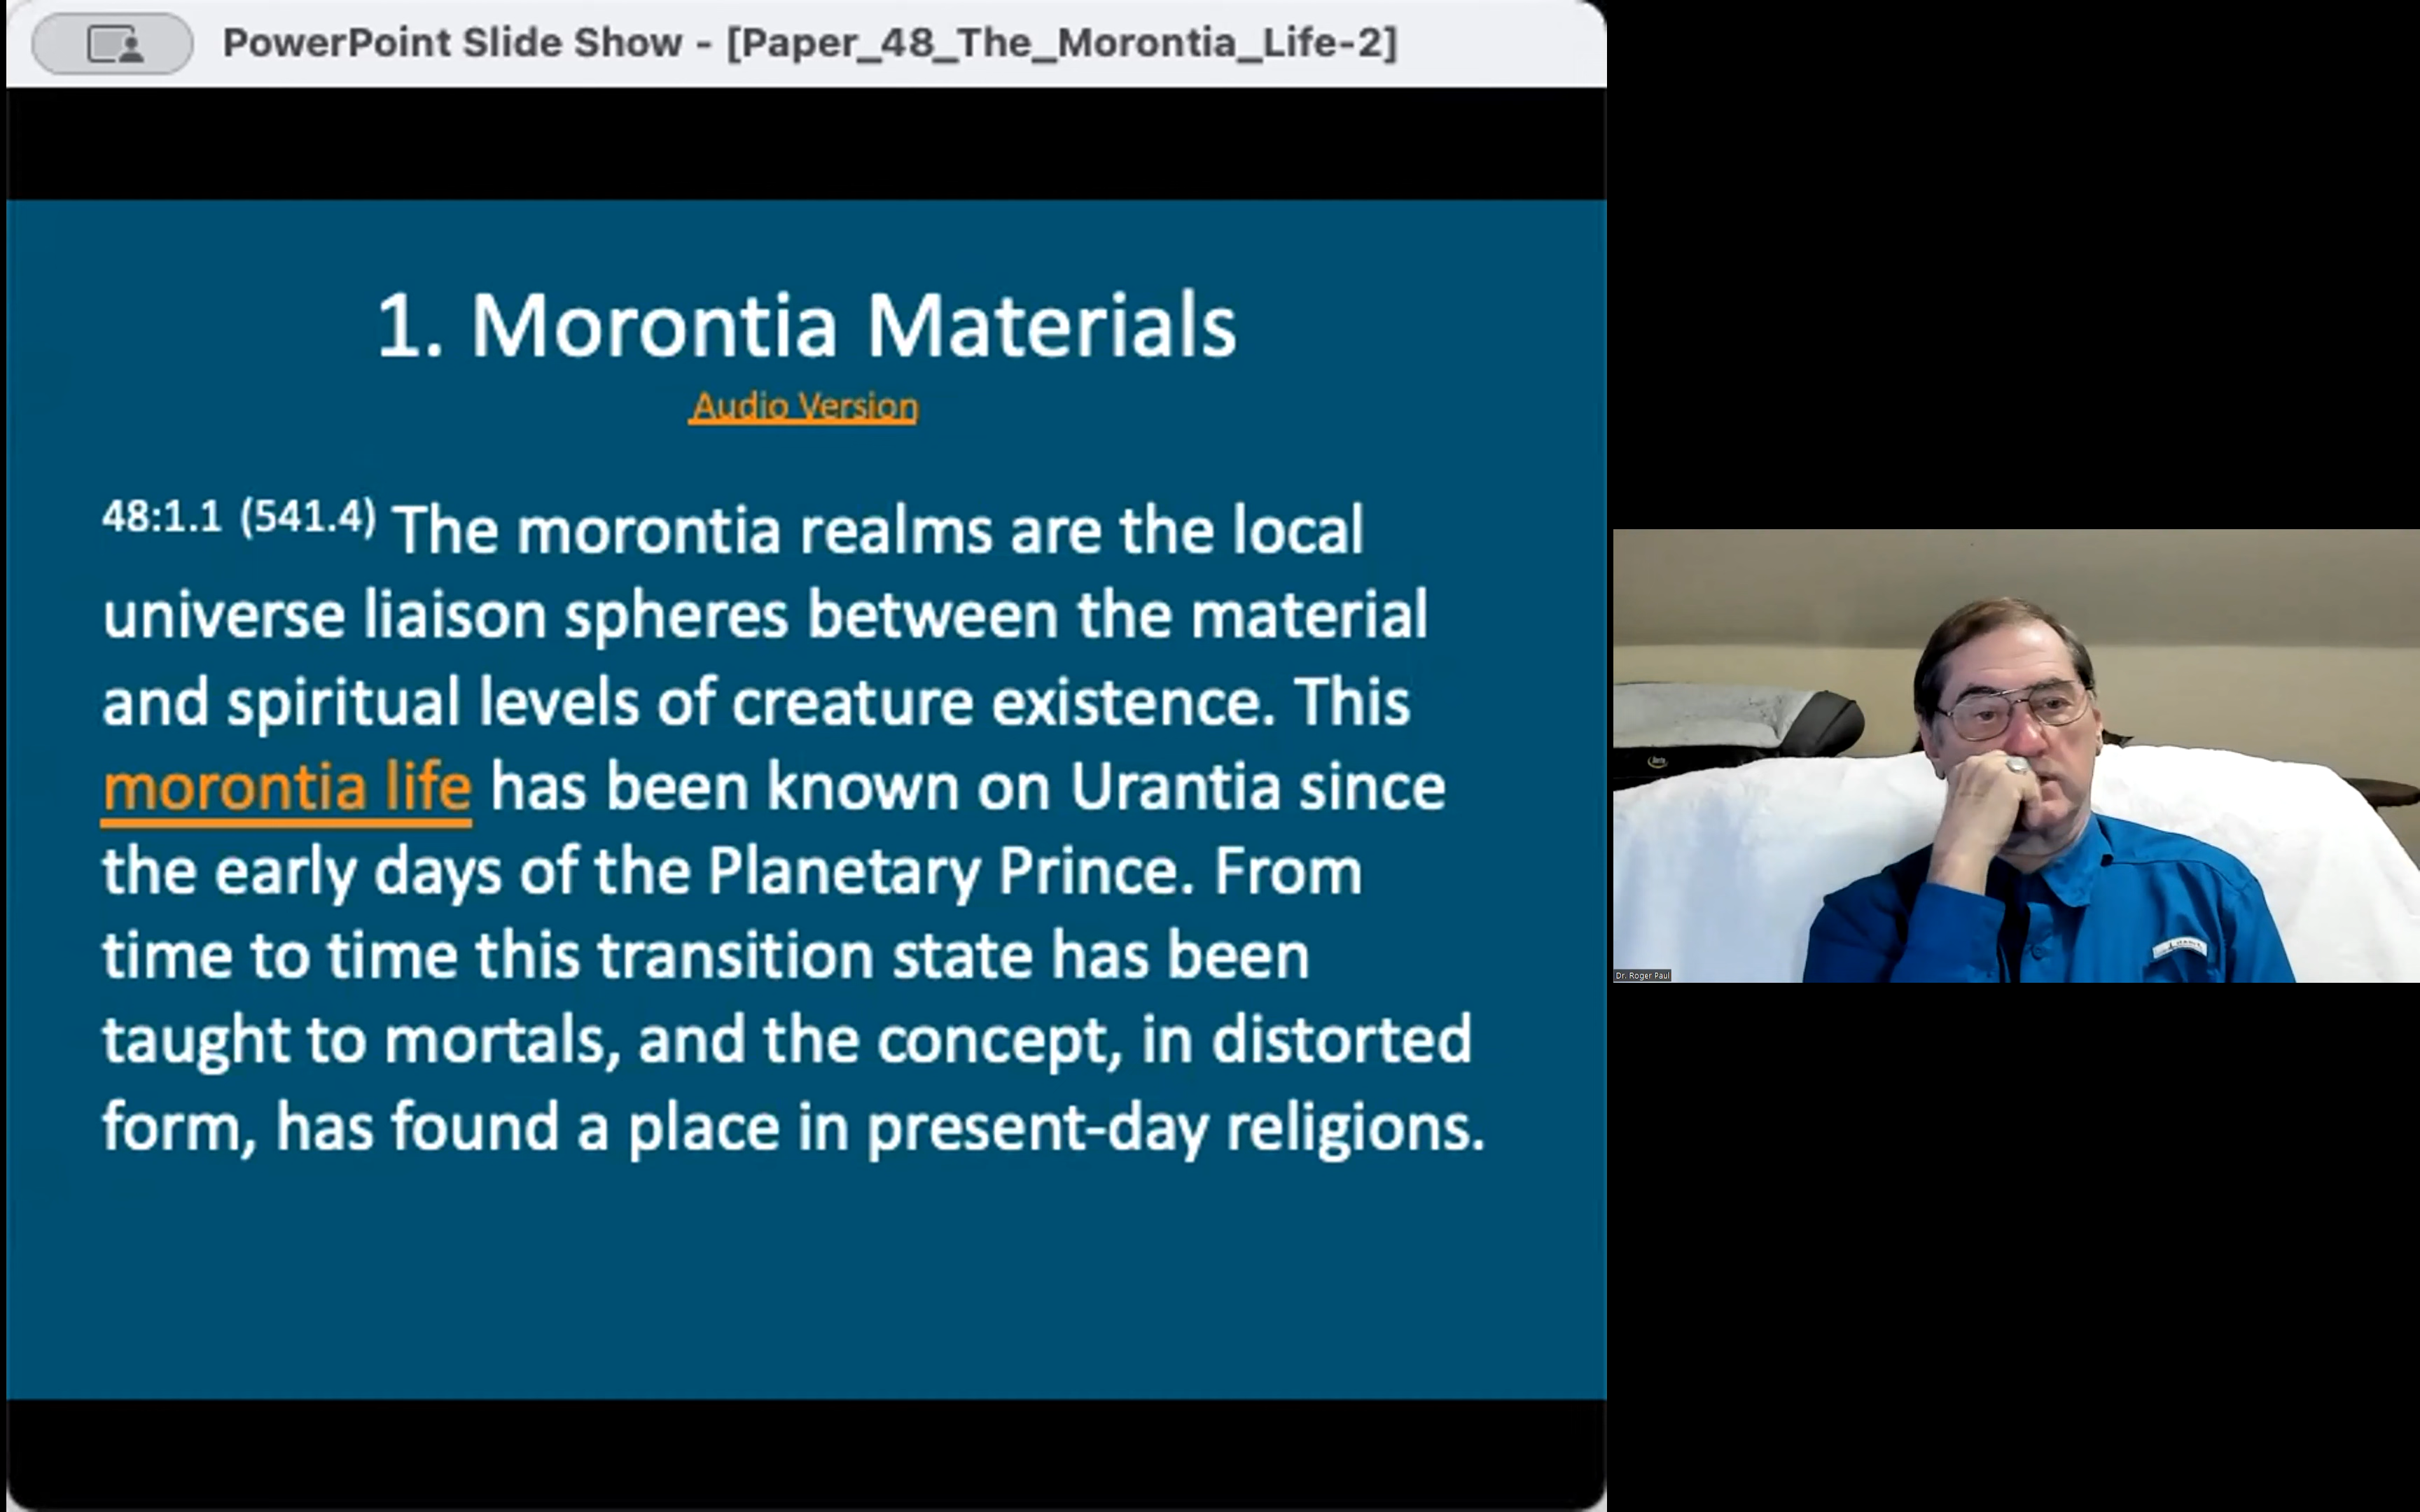 PowerPoint Slide Show - [Paper_48_The_Morontia_Life-2]
1. Morontia Materials
Audio Version
48:1.1 (541.4) The morontia realms are the local
universe liaison spheres between the material
and spiritual levels of creature existence. This
morontia life has been known on Urantia since
the early days of the Planetary Prince. From
time to time this transition state has been
taught to mortals, and the concept, in distorted
form, has found a place in present-day religions.
Dr. Roger Paul